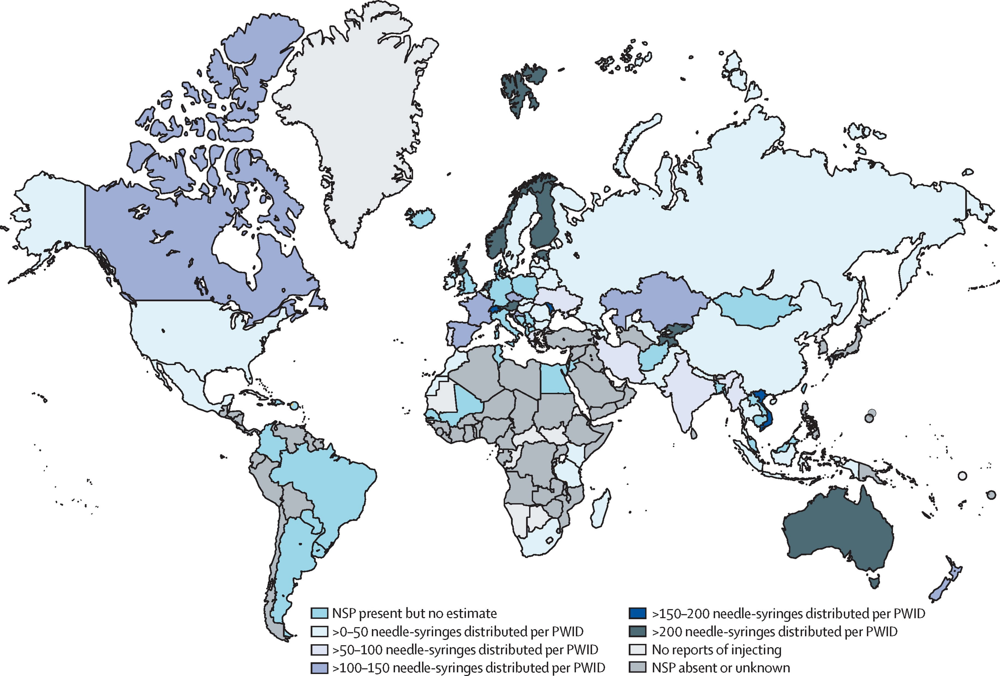 NSP present but no estimate
>0–50 needle-syringes distributed per PWID
>50–100 needle-syringes distributed per PWID
>100–150 needle-syringes distributed per PWID
>150–200 needle-syringes distributed per PWID
>200 needle-syringes distributed per PWID
No reports of injecting
NSP absent or unknown